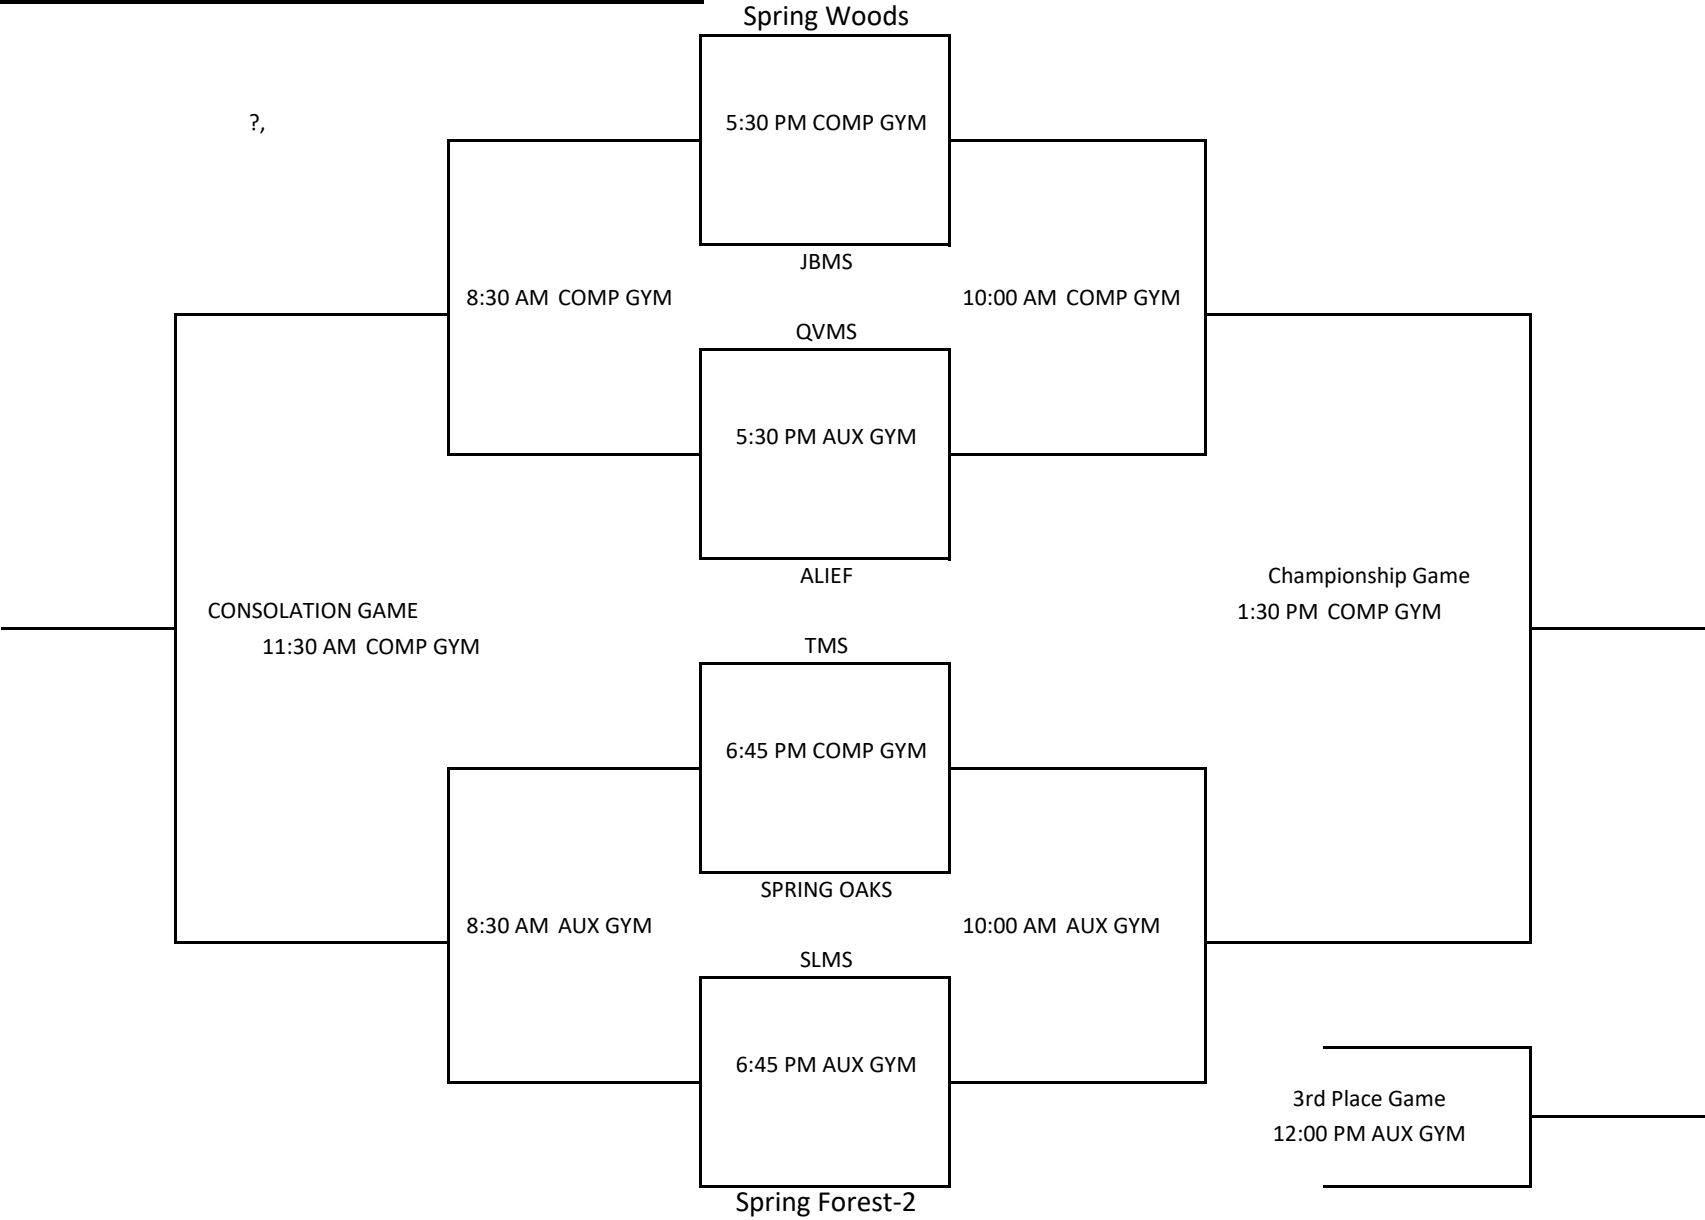 Spring Woods
?,
5:30 PM COMP GYM
JBMS
8:30 AM COMP GYM
10:00 AM COMP GYM
QVMS
5:30 PM AUX GYM
ALIEF
Championship Game
1:30 PM COMP GYM
CONSOLATION GAME
11:30 AM COMP GYM
TMS
6:45 PM COMP GYM
SPRING OAKS
8:30 AM AUX GYM
10:00 AM AUX GYM
SLMS
6:45 PM AUX GYM
3rd Place Game
12:00 PM AUX GYM
Spring Forest-2